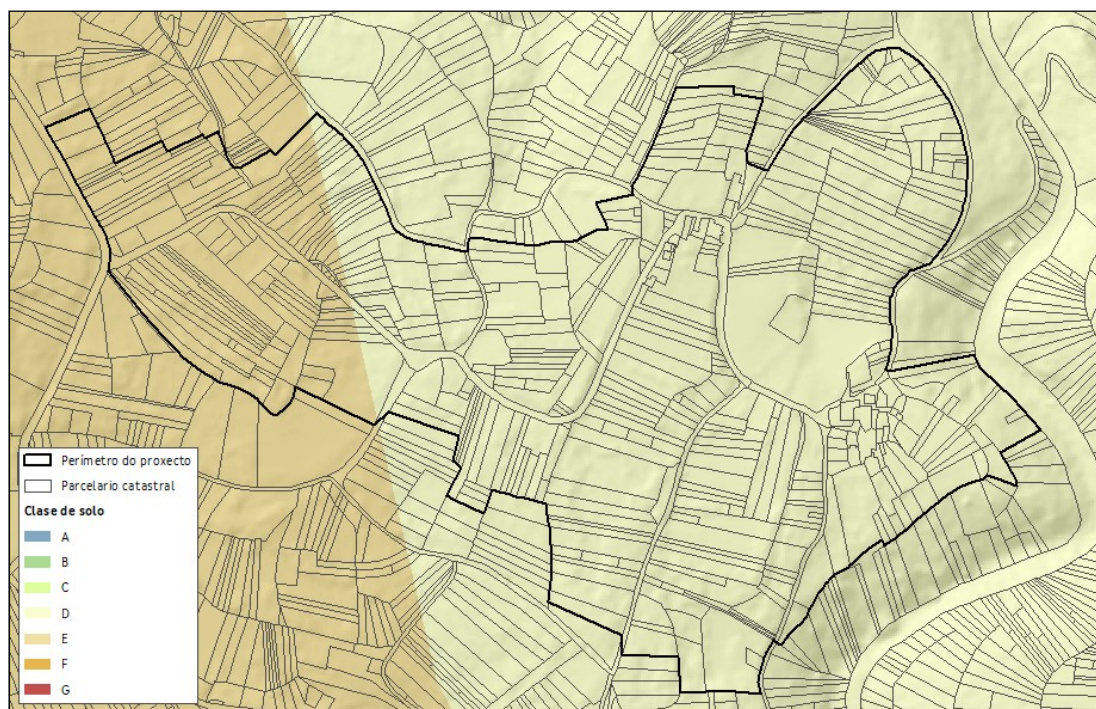 Perímetro do proxecto
Parcelario catastral
Clase de solo
A
B
C
D
E
F
G